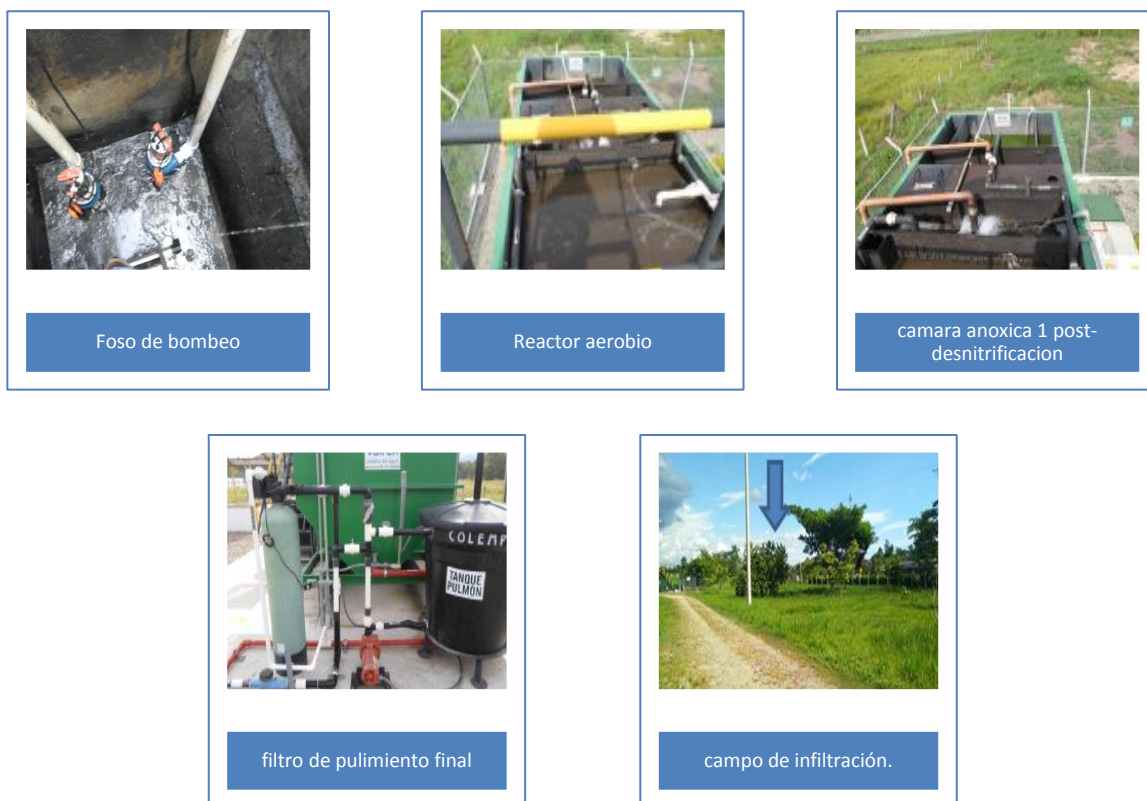 Foso de bombeo
Reactor aerobio
camara anoxica 1 post-
desnitrificacion
COLEMP
TANQUE
PULMÓN
filtro de pulimiento final
campo de infiltración.